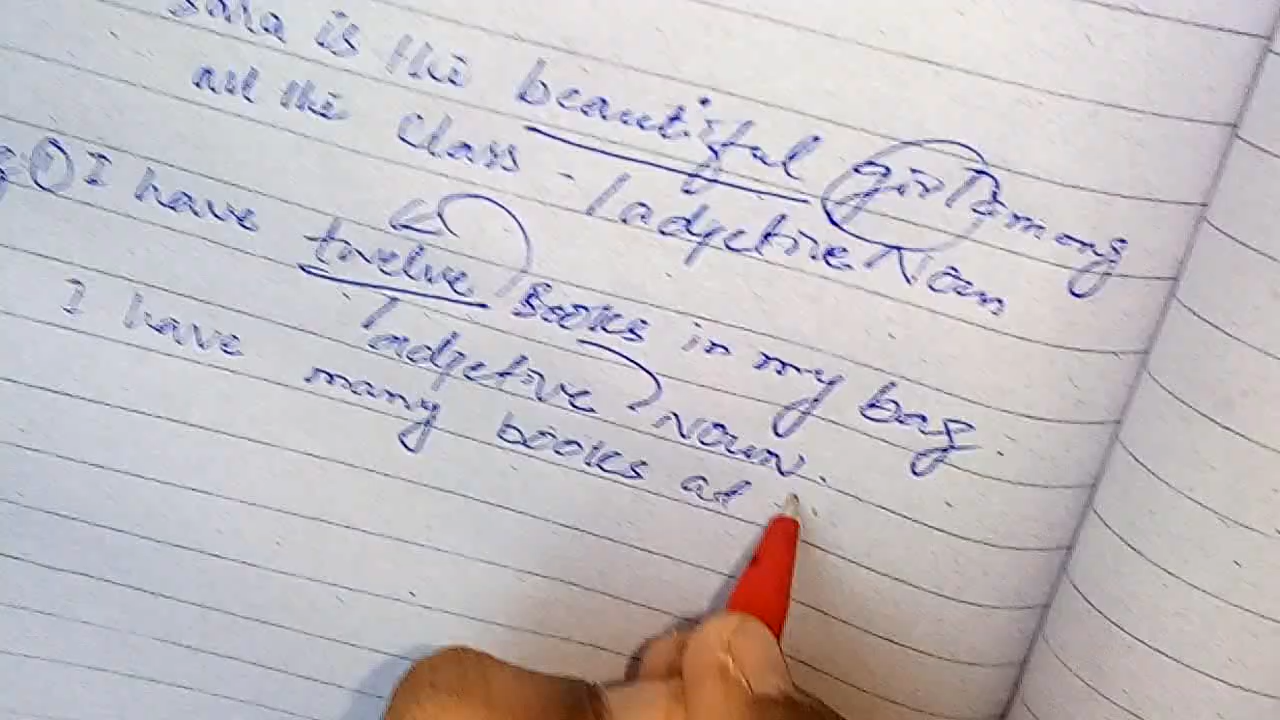 Sara is the beautiful girl Among
all the class.
adjective Noun
① I have twelve Books in my bag
adjective Noun.
I have many books at